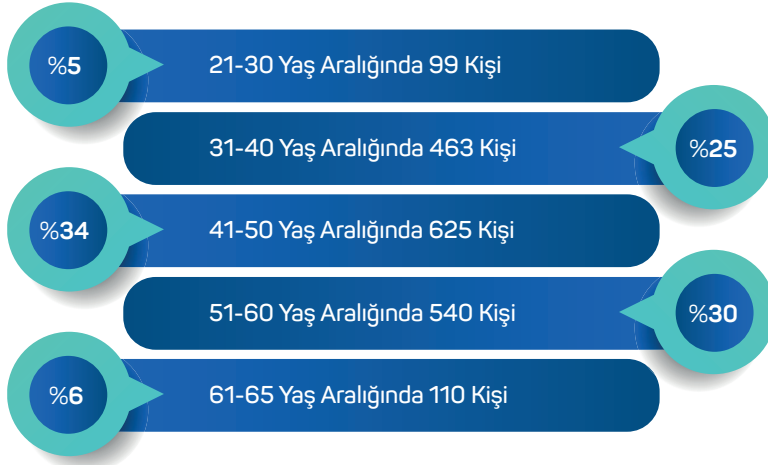 %5 21-30 Yaş Aralığında 99 Kişi
31-40 Yaş Aralığında 463 Kişi %25
%34 41-50 Yaş Aralığında 625 Kişi
51-60 Yaş Aralığında 540 Kişi %30
%6 61-65 Yaş Aralığında 110 Kişi